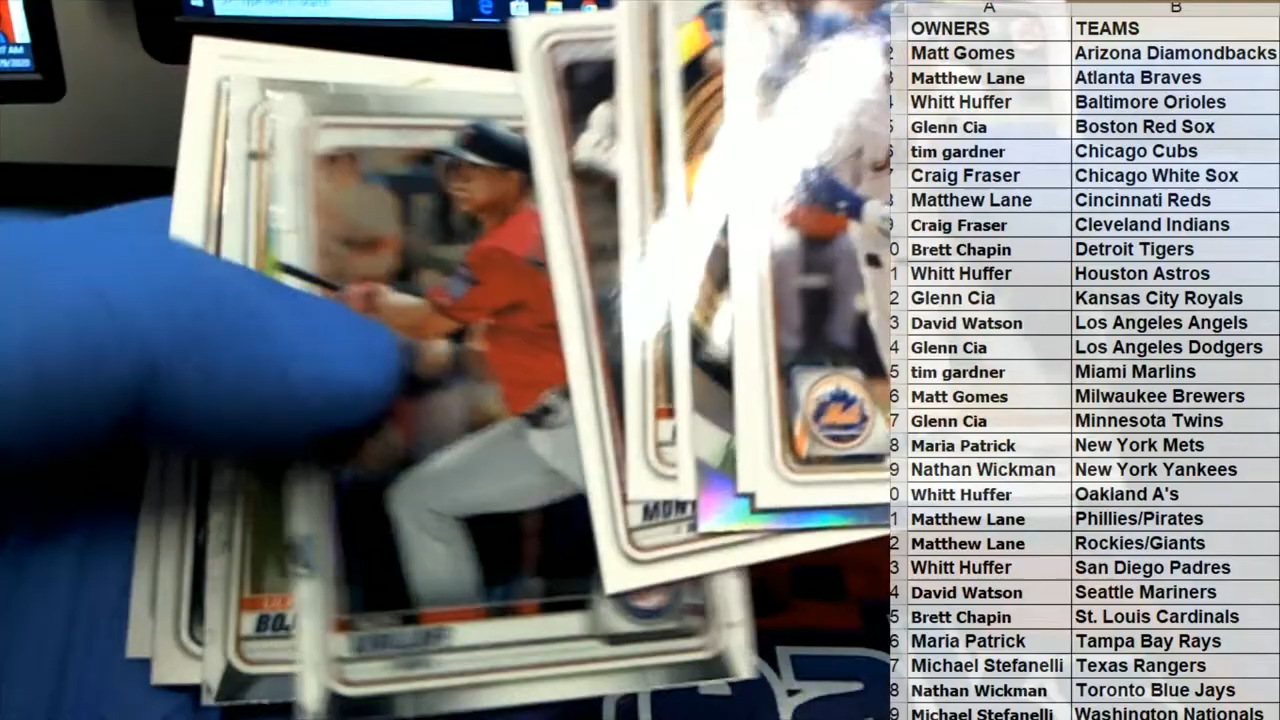 A B
OWNERS TEAMS
Matt Gomes Arizona Diamondbacks
Matthew Lane Atlanta Braves
Whitt Huffer Baltimore Orioles
Glenn Cia Boston Red Sox
tim gardner Chicago Cubs
Craig Fraser Chicago White Sox
Matthew Lane Cincinnati Reds
Craig Fraser Cleveland Indians
Brett Chapin Detroit Tigers
Whitt Huffer Houston Astros
Glenn Cia Kansas City Royals
David Watson Los Angeles Angels
Glenn Cia Los Angeles Dodgers
tim gardner Miami Marlins
Matt Gomes Milwaukee Brewers
Glenn Cia Minnesota Twins
Maria Patrick New York Mets
Nathan Wickman New York Yankees
Whitt Huffer Oakland A's
Matthew Lane Phillies/Pirates
Matthew Lane Rockies/Giants
Whitt Huffer San Diego Padres
David Watson Seattle Mariners
Brett Chapin St. Louis Cardinals
Maria Patrick Tampa Bay Rays
Michael Stefanelli Texas Rangers
Nathan Wickman Toronto Blue Jays
Michael Stefanelli Washington Nationals
Mets
MON
BOJ